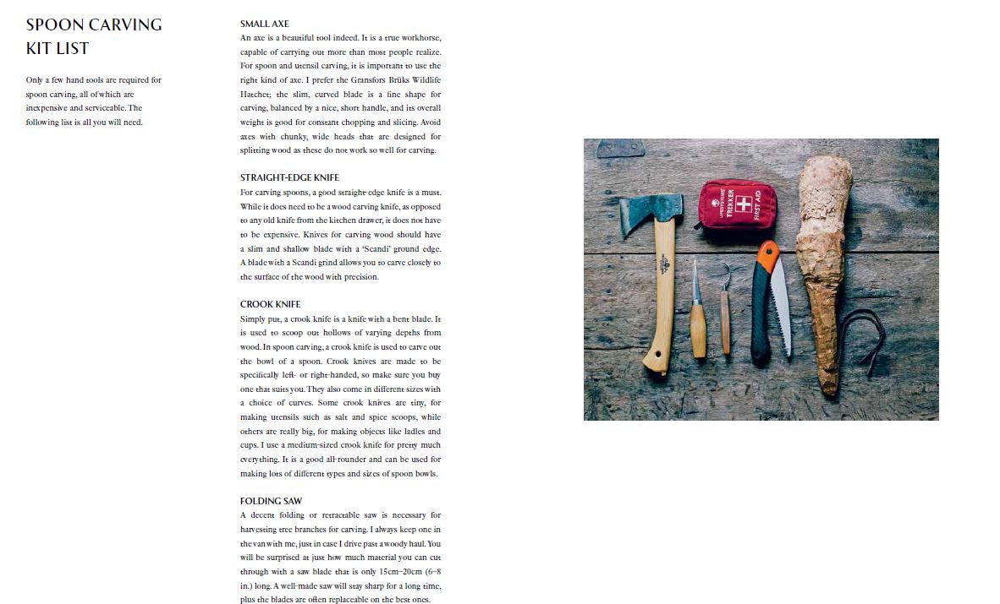 SPOON CARVING
KIT LIST
Only a few hand tools are required for
spoon carving, all of which are
inexpensive and serviceable. The
following list is all you will need.
SMALL AXE
An axe is a beautiful tool indeed. It is a true workhorse,
capable of carrying out more than most people realize.
For spoon and utensil carving, it is important to use the
right kind of axe. I prefer the Gransfors Brüks Wildlife
Hatchet; the slim, curved blade is a fine shape for
carving, balanced by a nice, short handle, and its overall
weight is good for constant chopping and slicing. Avoid
axes with chunky, wide heads that are designed for
splitting wood as these do not work so well for carving.
STRAIGHT-EDGE KNIFE
For carving spoons, a good straight-edge knife is a must.
While it does need to be a wood carving knife, as opposed
to any old knife from the kitchen drawer, it does not have
to be expensive. Knives for carving wood should have
a slim and shallow blade with a ‘Scandi’ ground edge.
A blade with a Scandi grind allows you to carve closely to
the surface of the wood with precision.
CROOK KNIFE
Simply put, a crook knife is a knife with a bent blade. It
is used to scoop out hollows of varying depths from
wood. In spoon carving, a crook knife is used to carve out
the bowl of a spoon. Crook knives are made to be
specifically left- or right-handed, so make sure you buy
one that suits you. They also come in different sizes with
a choice of curves. Some crook knives are tiny, for
making utensils such as salt and spice scoops, while
others are really big, for making objects like ladles and
cups. I use a medium-sized crook knife for pretty much
everything. It is a good all-rounder and can be used for
making lots of different types and sizes of spoon bowls.
FOLDING SAW
A decent folding or retractable saw is necessary for
harvesting tree branches for carving. I always keep one in
the van with me, just in case I drive past a woody haul. You
will be surprised at just how much material you can cut
through with a saw blade that is only 15cm–20cm (6–8
in.) long. A well-made saw will stay sharp for a long time,
plus the blades are often replaceable on the best ones.
LIFESYSTEMS
TREKKER
FIRST AID